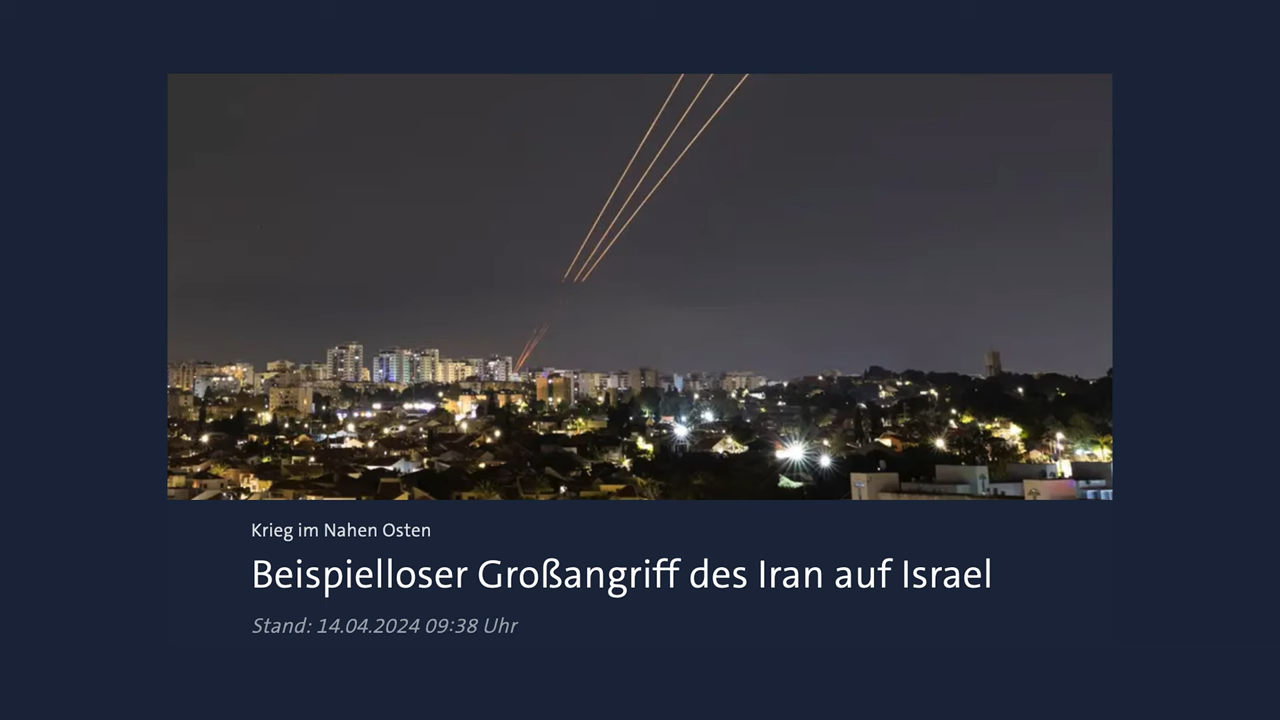 Krieg im Nahen Osten
Beispielloser Großangriff des Iran auf Israel
Stand: 14.04.2024 09:38 Uhr